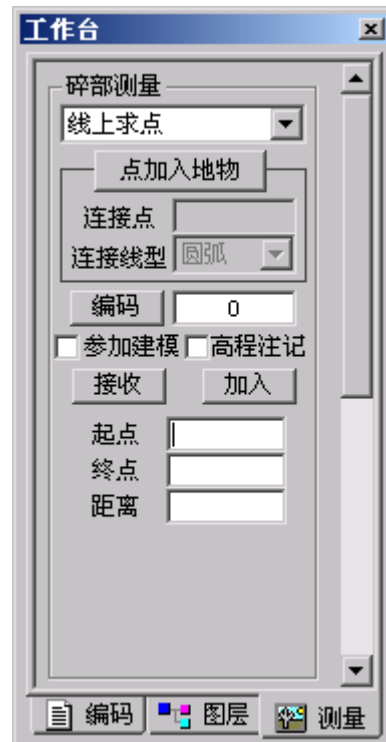 工作台
碎部测量
线上求点
点加入地物
连接点
连接线型 圆弧
编码 0
参加建模 高程注记
接收 加入
起点
终点
距离
编码 图层 测量